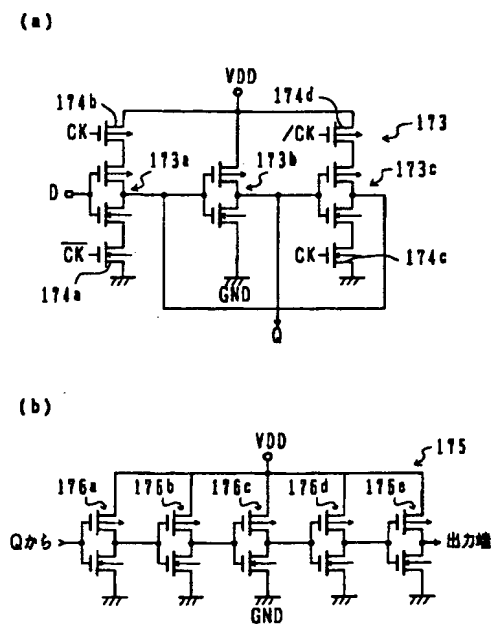 (a)
VDD
174b
174d
CK
/CK
173
173a
173b
173c
D
CK
CK
174a
174c
GND
Q
(b)
VDD
175
176a
176b
176c
176d
176e
Qから
出力端
GND